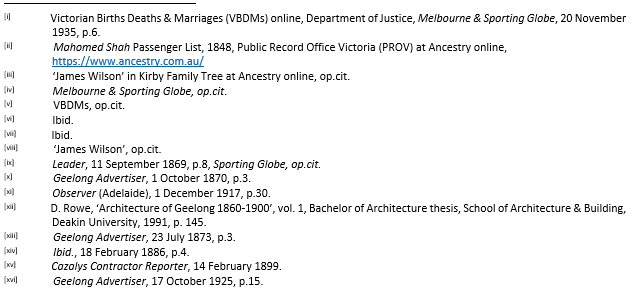 [i] Victorian Births Deaths & Marriages (VBDMs) online, Department of Justice, Melbourne & Sporting Globe, 20 November
1935, p.6.
[ii] Mahomed Shah Passenger List, 1848, Public Record Office Victoria (PROV) at Ancestry online,
https://www.ancestry.com.au/
[iii] ‘James Wilson’ in Kirby Family Tree at Ancestry online, op.cit.
[iv] Melbourne & Sporting Globe, op.cit.
[v] VBDMs, op.cit.
[vi] Ibid.
[vii] Ibid.
[viii] ‘James Wilson’, op.cit.
[ix] Leader, 11 September 1869, p.8, Sporting Globe, op.cit.
[x] Geelong Advertiser, 1 October 1870, p.3.
[xi] Observer (Adelaide), 1 December 1917, p.30.
[xii] D. Rowe, ‘Architecture of Geelong 1860-1900’, vol. 1, Bachelor of Architecture thesis, School of Architecture & Building,
Deakin University, 1991, p. 145.
[xiii] Geelong Advertiser, 23 July 1873, p.3.
[xiv] Ibid., 18 February 1886, p.4.
[xv] Cazalys Contractor Reporter, 14 February 1899.
[xvi] Geelong Advertiser, 17 October 1925, p.15.